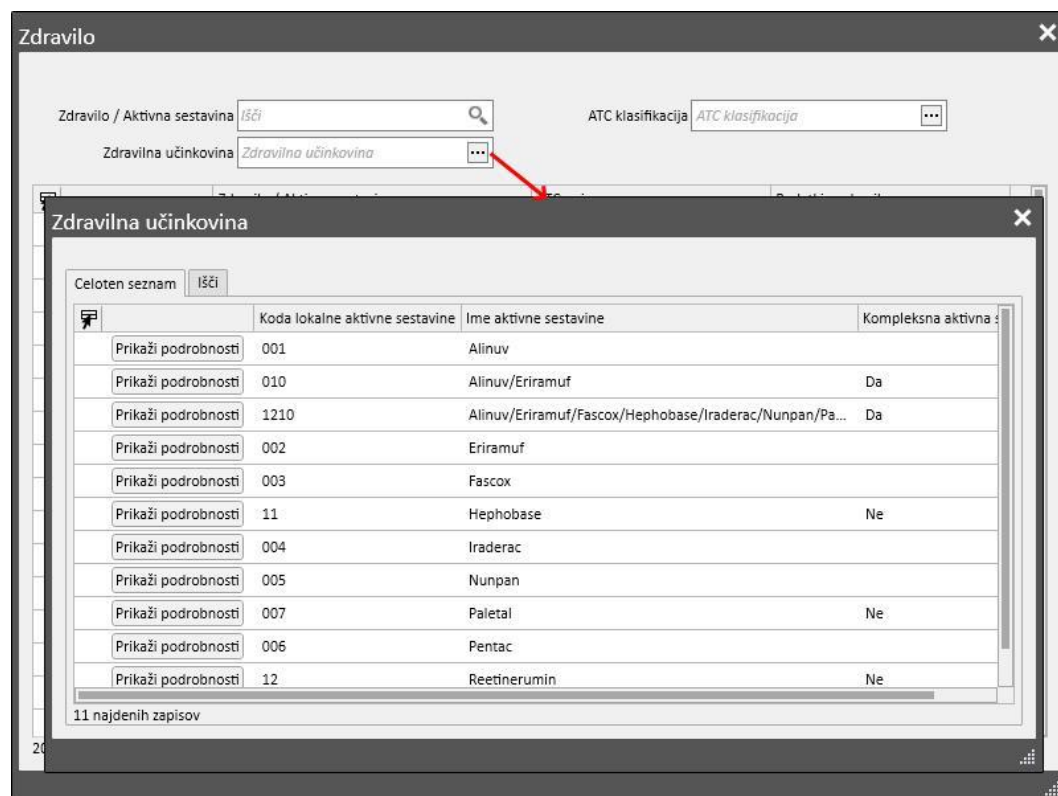 Zdravilo
Zdravilo / Aktivna sestavina Išči ATC klasifikacija ATC klasifikacija
Zdravilna učinkovina Zdravilna učinkovina
Zdravilna učinkovina
Celoten seznam Išči
Koda lokalne aktivne sestavine Ime aktivne sestavine Kompleksna aktivna s
Prikaži podrobnosti 001 Alinuv
Prikaži podrobnosti 010 Alinuv/Eriramuf Da
Prikaži podrobnosti 1210 Alinuv/Eriramuf/Fascox/Hephobase/Iraderac/Nunpan/Pa... Da
Prikaži podrobnosti 002 Eriramuf
Prikaži podrobnosti 003 Fascox
Prikaži podrobnosti 11 Hephobase Ne
Prikaži podrobnosti 004 Iraderac
Prikaži podrobnosti 005 Nunpan
Prikaži podrobnosti 007 Paletal Ne
Prikaži podrobnosti 006 Pentac
Prikaži podrobnosti 12 Reetinerumin Ne
11 najdenih zapisov
20